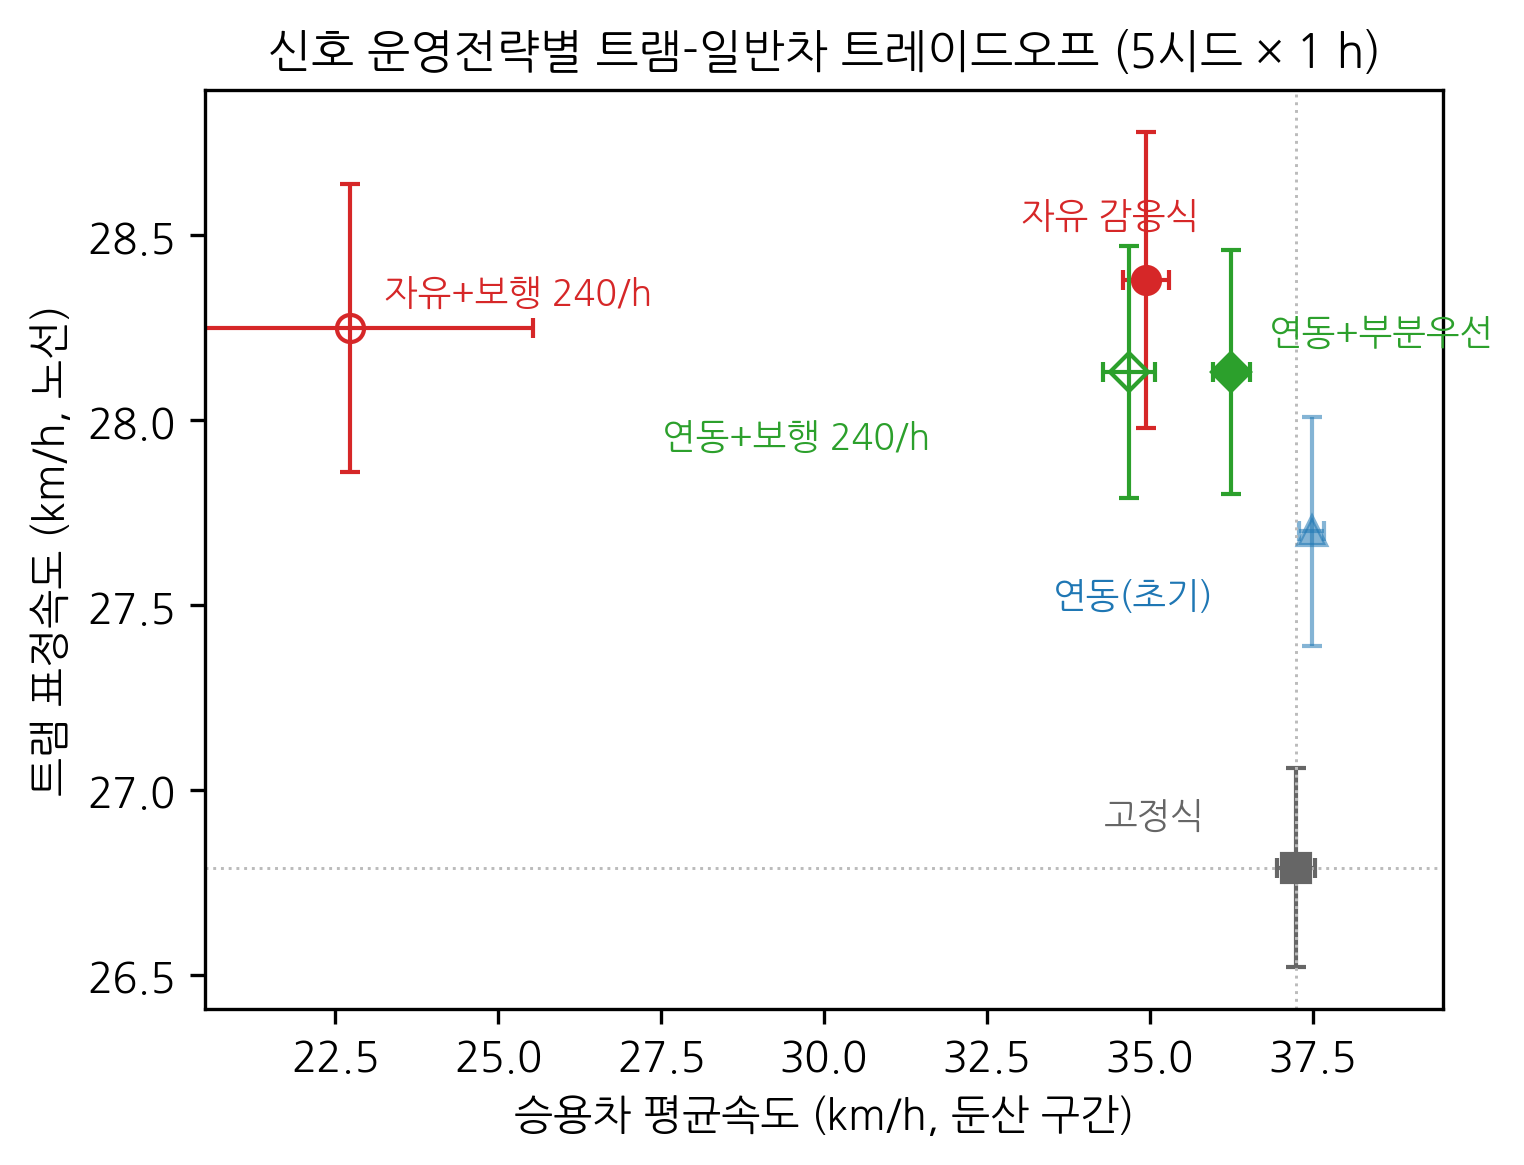 신호 운영전략별 트램-일반차 트레이드오프 (5시드 × 1 h)
트램 표정속도 (km/h, 노선)
28.5
28.0
27.5
27.0
26.5
자유 감응식
자유+보행 240/h
연동+부분우선
연동+보행 240/h
연동(초기)
고정식
22.5 25.0 27.5 30.0 32.5 35.0 37.5
승용차 평균속도 (km/h, 둔산 구간)